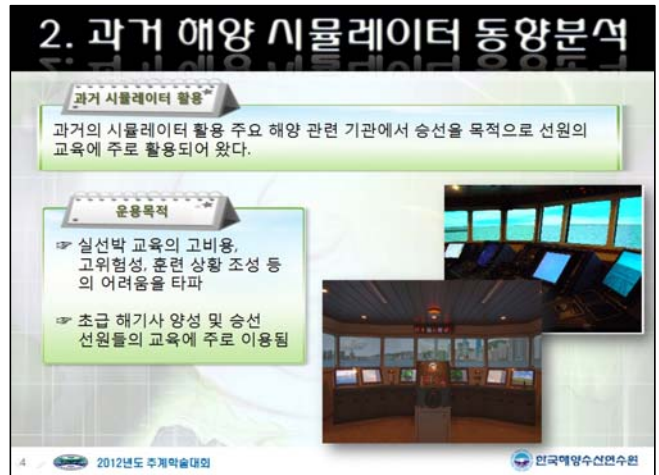 2. 과거 해양 시뮬레이터 동향분석
과거 시뮬레이터 활용
과거의 시뮬레이터 활용 주요 해양 관련 기관에서 승선을 목적으로 선원의
교육에 주로 활용되어 왔다.
운용목적
☞ 실선박 교육의 고비용,
고위험성, 훈련 상황 조성 등
의 어려움을 타파
☞ 초급 해기사 양성 및 승선
선원들의 교육에 주로 이용됨
4
2012년도 추계학술대회
한국해양수산연수원